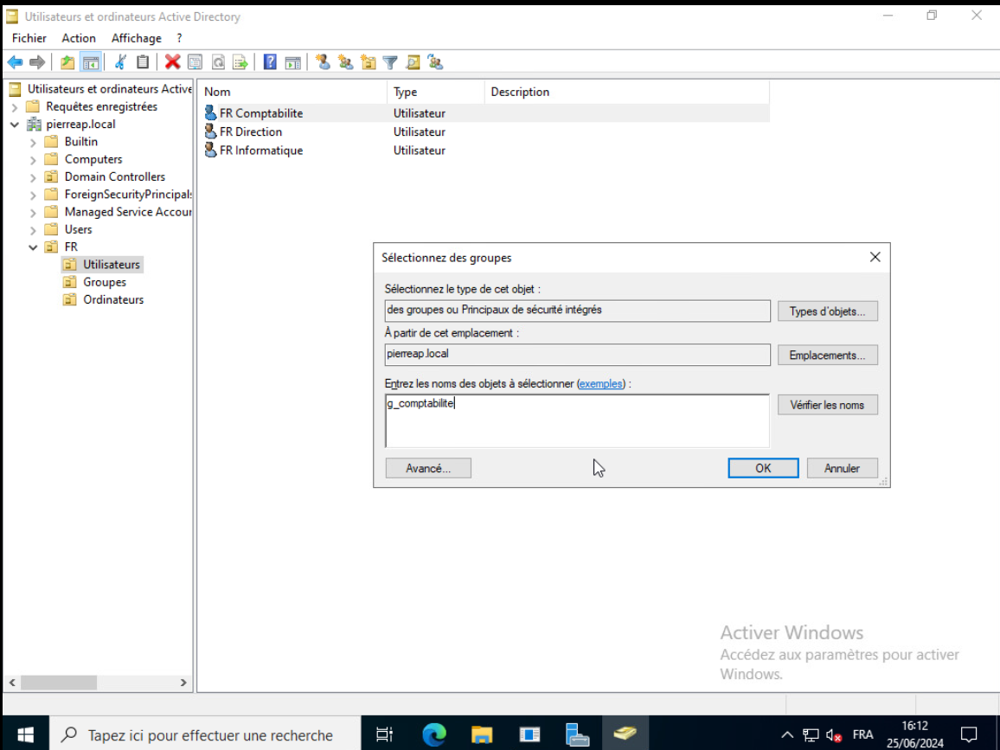 Utilisateurs et ordinateurs Active Directory
Fichier Action Affichage ?
Utilisateurs et ordinateurs Active
Requêtes enregistrées
pierreap.local
Builtin
Computers
Domain Controllers
ForeignSecurityPrincipals
Managed Service Accour
Users
FR
Utilisateurs
Groupes
Ordinateurs
Nom Type Description
FR Comptabilite Utilisateur
FR Direction Utilisateur
FR Informatique Utilisateur
Sélectionnez des groupes
Sélectionnez le type de cet objet :
des groupes ou Principaux de sécurité intégrés Types d'objets...
À partir de cet emplacement :
pierreap.local Emplacements...
Entrez les noms des objets à sélectionner (exemples) :
g_comptabilite Vérifier les noms
Avancé... OK Annuler
Activer Windows
Accédez aux paramètres pour activer
Windows.
Tapez ici pour effectuer une recherche
FRA
16:12
25/06/2024